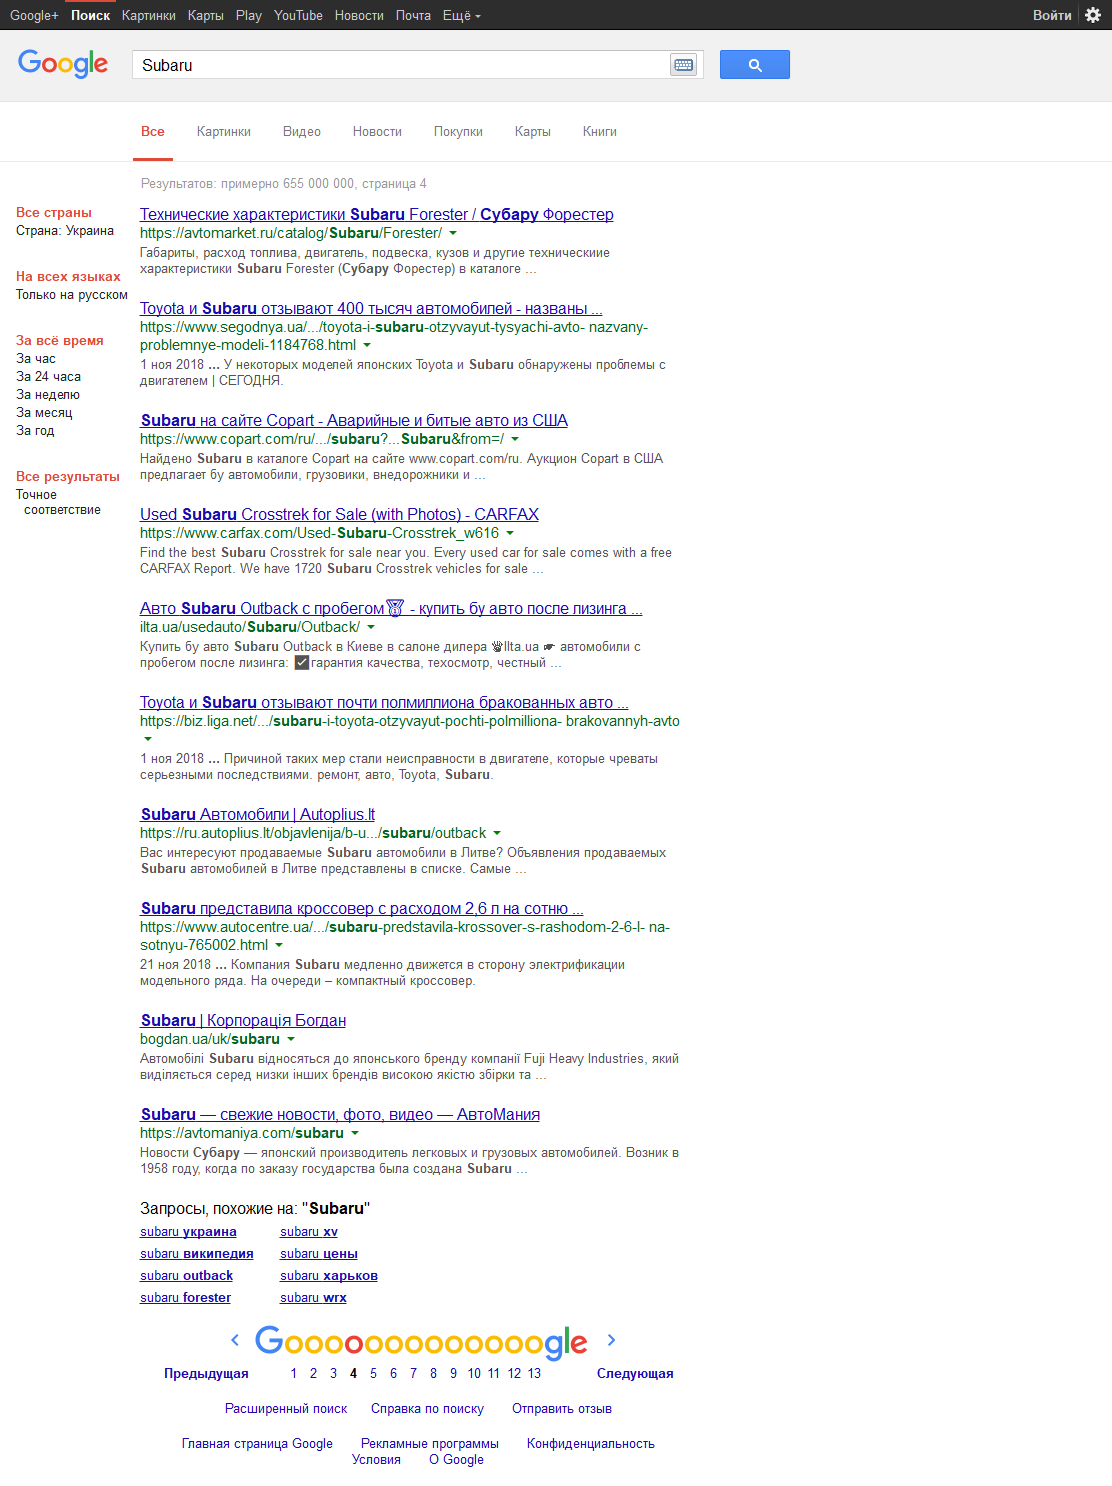 Google+ Поиск Картинки Карты Play YouTube Новости Почта Ещё Войти
Google Subaru
Все Картинки Видео Новости Покупки Карты Книги
Результатов: примерно 655 000 000, страница 4
Все страны
Страна: Украина
На всех языках
Только на русском
За всё время
За час
За 24 часа
За неделю
За месяц
За год
Все результаты
Точное
соответствие
Технические характеристики Subaru Forester / Субару Форестер
https://avtomarket.ru/catalog/Subaru/Forester/
Габариты, расход топлива, двигатель, подвеска, кузов и другие техническиие
характеристики Subaru Forester (Субару Форестер) в каталоге ...
Toyota и Subaru отзывают 400 тысяч автомобилей - названы ...
https://www.segodnya.ua/.../toyota-i-subaru-otzyvayut-tysyachi-avto- nazvany-
problemnye-modeli-1184768.html
1 ноя 2018 ... У некоторых моделей японских Toyota и Subaru обнаружены проблемы с
двигателем | СЕГОДНЯ.
Subaru на сайте Copart - Аварийные и битые авто из США
https://www.copart.com/ru/.../subaru?...Subaru&from=/
Найдено Subaru в каталоге Copart на сайте www.copart.com/ru. Аукцион Copart в США
предлагает бу автомобили, грузовики, внедорожники и ...
Used Subaru Crosstrek for Sale (with Photos) - CARFAX
https://www.carfax.com/Used-Subaru-Crosstrek_w616
Find the best Subaru Crosstrek for sale near you. Every used car for sale comes with a free
CARFAX Report. We have 1720 Subaru Crosstrek vehicles for sale ...
Авто Subaru Outback с пробегом🥇 - купить бу авто после лизинга ...
ilta.ua/usedauto/Subaru/Outback/
Купить бу авто Subaru Outback в Киеве в салоне дилера 👋Ilta.ua ☛ автомобили с
пробегом после лизинга: ✅гарантия качества, техосмотр, честный ...
Toyota и Subaru отзывают почти полмиллиона бракованных авто ...
https://biz.liga.net/.../subaru-i-toyota-otzyvayut-pochti-polmilliona- brakovannyh-avto
1 ноя 2018 ... Причиной таких мер стали неисправности в двигателе, которые чреваты
серьезными последствиями. ремонт, авто, Toyota, Subaru.
Subaru Автомобили | Autoplius.lt
https://ru.autoplius.lt/objavlenija/b-u.../subaru/outback
Вас интересуют продаваемые Subaru автомобили в Литве? Объявления продаваемых
Subaru автомобилей в Литве представлены в списке. Самые ...
Subaru представила кроссовер с расходом 2,6 л на сотню ...
https://www.autocentre.ua/.../subaru-predstavila-krossover-s-rashodom-2-6-l- na-
sotnyu-765002.html
21 ноя 2018 ... Компания Subaru медленно движется в сторону электрификации
модельного ряда. На очереди – компактный кроссовер.
Subaru | Корпорація Богдан
bogdan.ua/uk/subaru
Автомобілі Subaru відносяться до японського бренду компанії Fuji Heavy Industries, який
виділяється серед низки інших брендів високою якістю збірки та ...
Subaru — свежие новости, фото, видео — АвтоМания
https://avtomaniya.com/subaru
Новости Субару — японский производитель легковых и грузовых автомобилей. Возник в
1958 году, когда по заказу государства была создана Subaru ...
Запросы, похожие на: "Subaru"
subaru украина subaru xv
subaru википедия subaru цены
subaru outback subaru харьков
subaru forester subaru wrx
Goooooooooooooogle
Предыдущая 1 2 3 4 5 6 7 8 9 10 11 12 13 Следующая
Расширенный поиск Справка по поиску Отправить отзыв
Главная страница Google Рекламные программы Конфиденциальность
Условия О Google